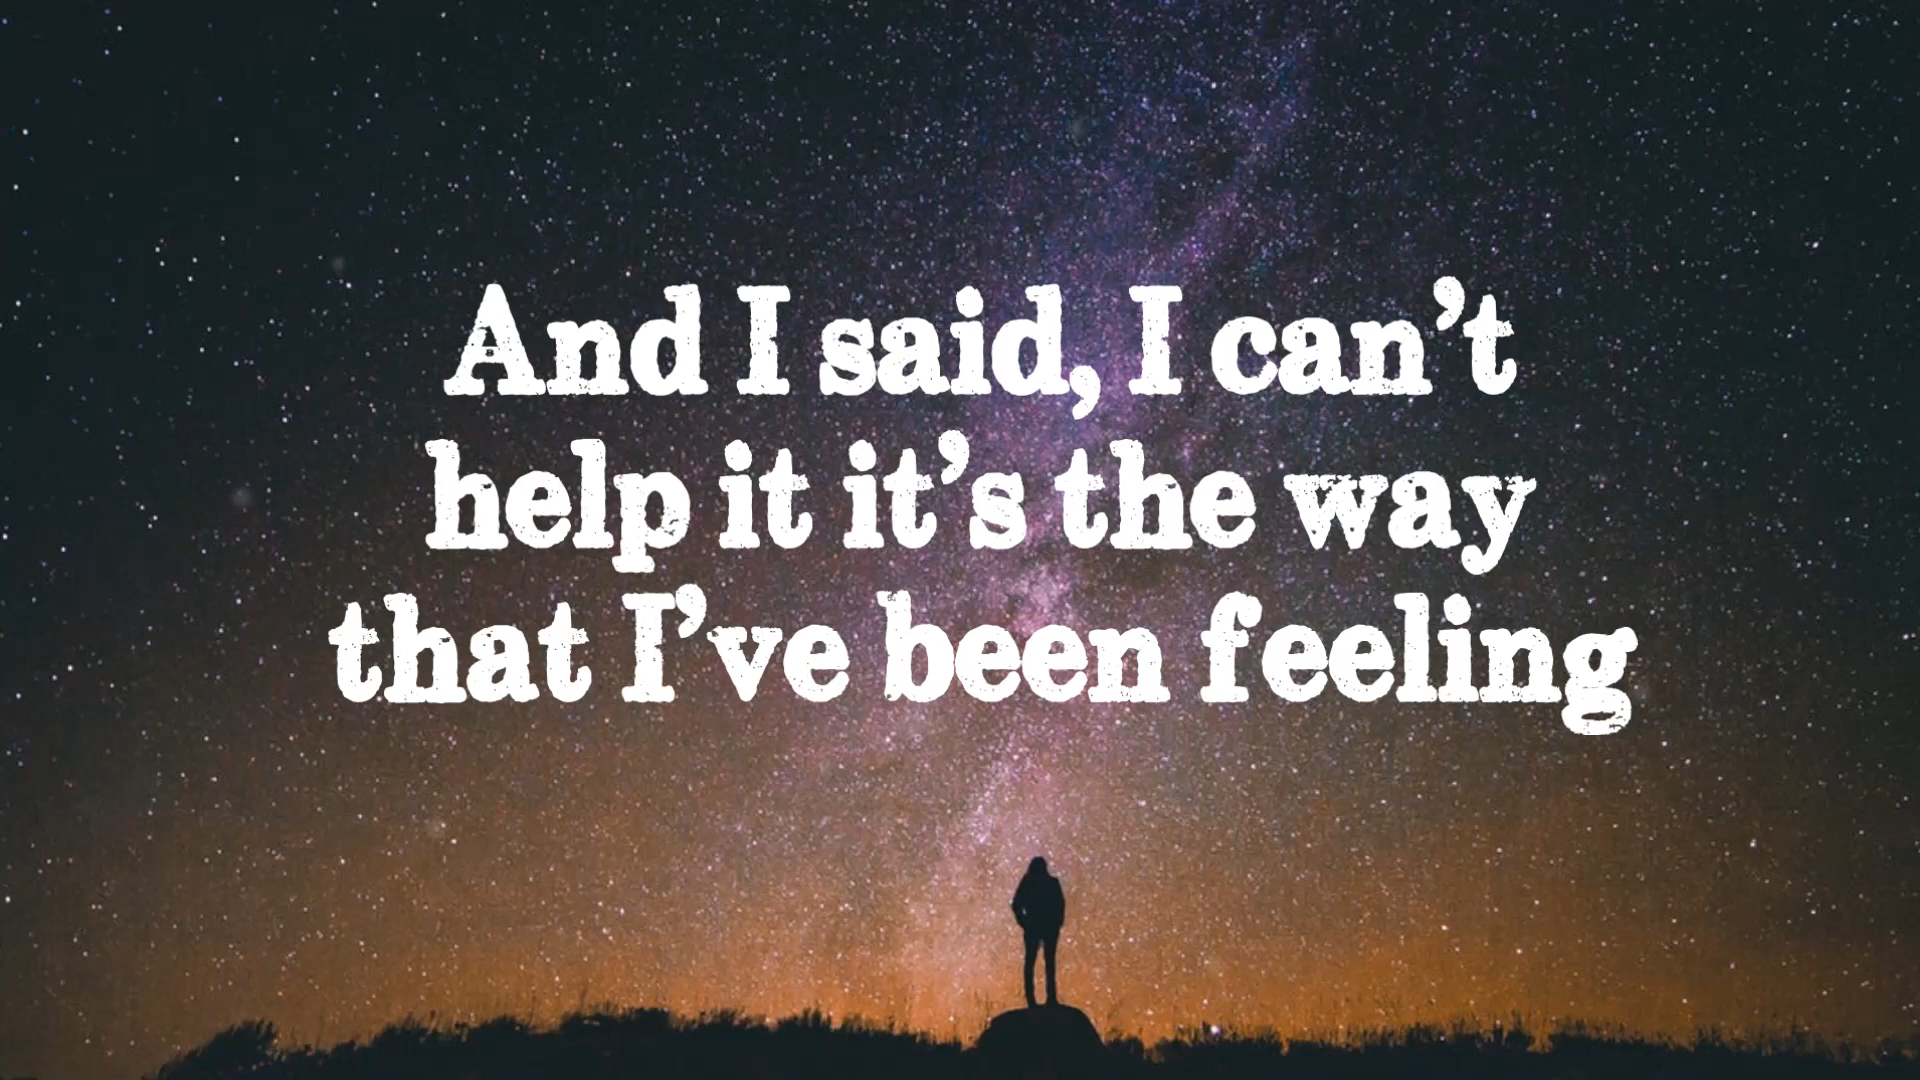 And I said, I can’t
help it it’s the way
that I’ve been feeling